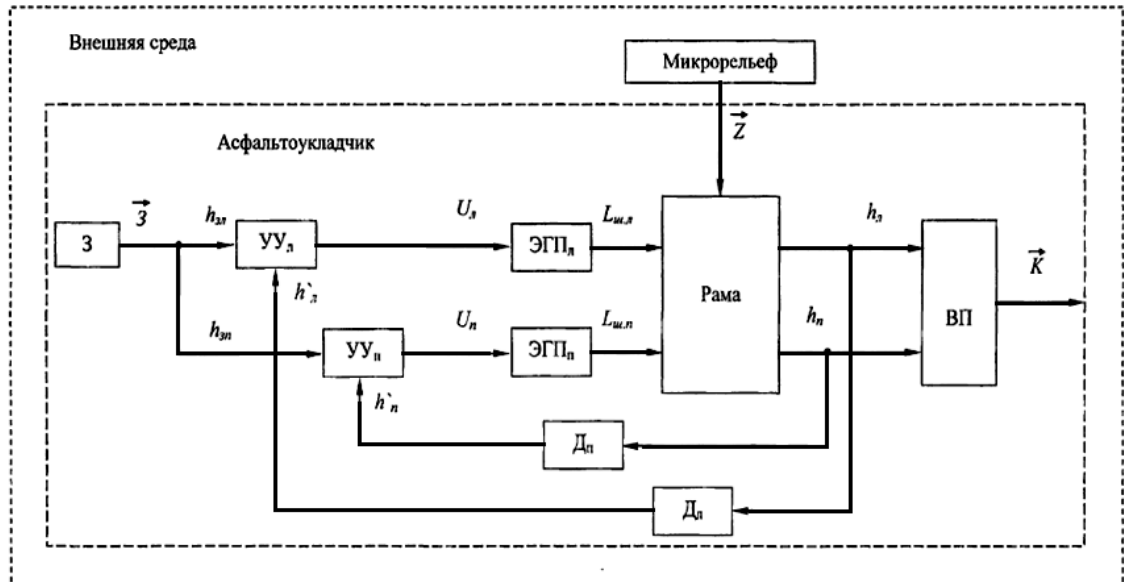 Внешняя среда
Микрорельеф
Z
Асфальтоукладчик
З
З
hзл
УУл
Uл
ЭГПл
Lш.л
Рама
hл
ВП
K
h`л
hзп
УУп
Uп
ЭГПп
Lш.п
hп
h`п
Дп
Дл